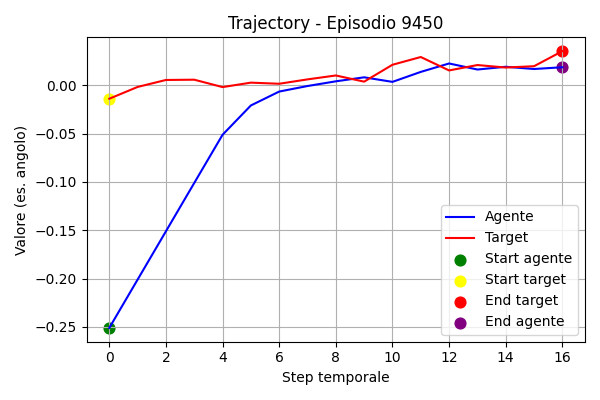 Trajectory - Episodio 9450
Valore (es. angolo)
0.00
−0.05
−0.10
−0.15
−0.20
−0.25
0 2 4 6 8 10 12 14 16
Step temporale
Agente
Target
Start agente
Start target
End target
End agente